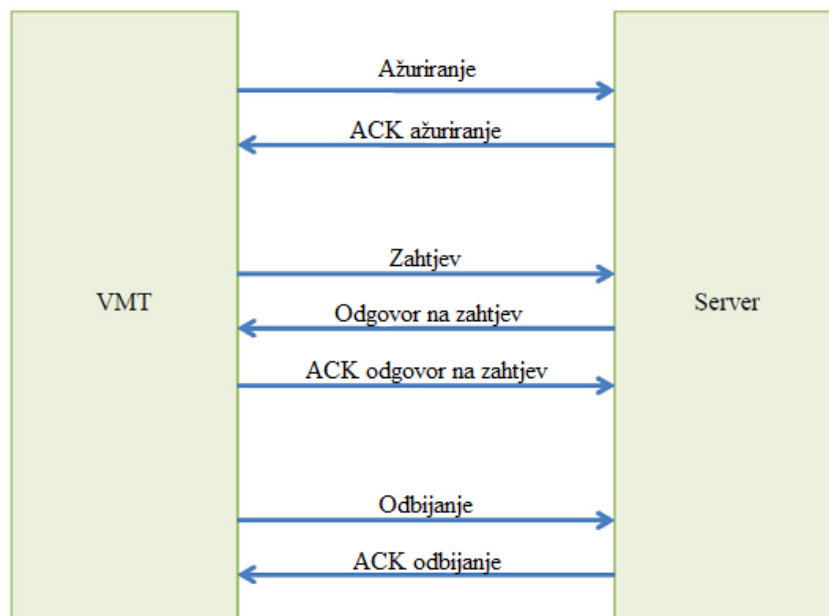 Ažuriranje
ACK ažuriranje
Zahtjev
VMT
Odgovor na zahtjev
Server
ACK odgovor na zahtjev
Odbijanje
ACK odbijanje